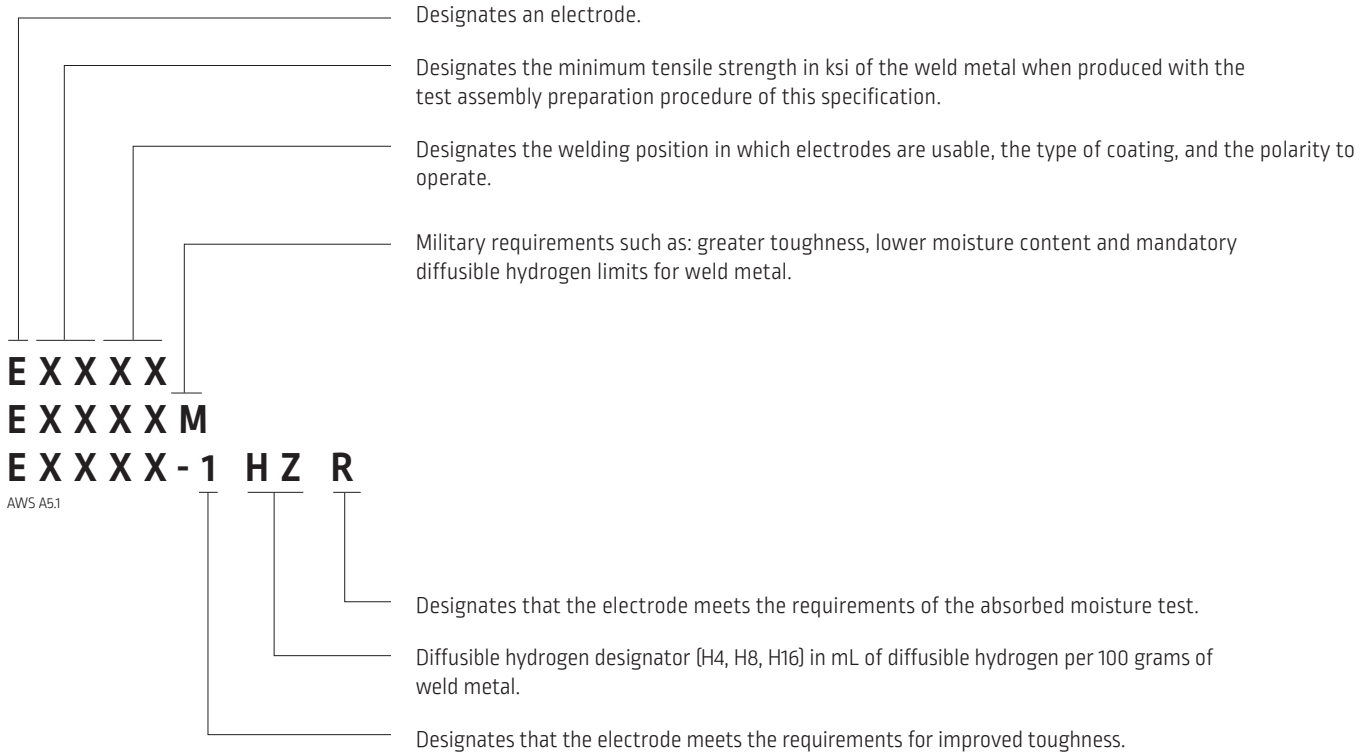 Designates an electrode.
Designates the minimum tensile strength in ksi of the weld metal when produced with the
test assembly preparation procedure of this specification.
Designates the welding position in which electrodes are usable, the type of coating, and the polarity to
operate.
Military requirements such as: greater toughness, lower moisture content and mandatory
diffusible hydrogen limits for weld metal.
E X X X X
E X X X X M
E X X X X - 1 H Z R
AWS A5.1
Designates that the electrode meets the requirements of the absorbed moisture test.
Diffusible hydrogen designator (H4, H8, H16) in mL of diffusible hydrogen per 100 grams of
weld metal.
Designates that the electrode meets the requirements for improved toughness.